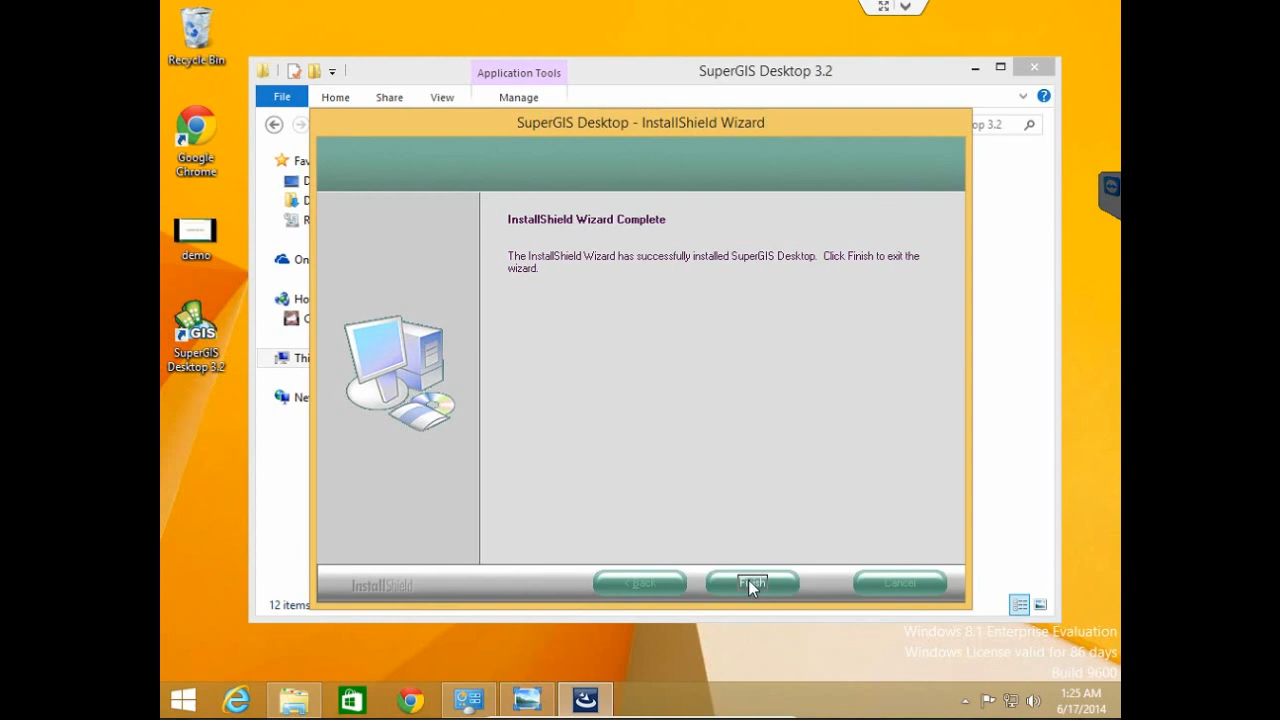 Recycle Bin
Application Tools
SuperGIS Desktop 3.2
File
Home
Share
View
Manage
SuperGIS Desktop - InstallShield Wizard
op 3.2
Google
Chrome
Fav
D
D
R
InstallShield Wizard Complete
The InstallShield Wizard has successfully installed SuperGIS Desktop. Click Finish to exit the
wizard.
demo
On
Ho
GIS
SuperGIS
Desktop 3.2
Thi
Ne
InstallShield
< Back
Finish
Cancel
12 items
Windows 8.1 Enterprise Evaluation
Windows License valid for 86 days
Build 9600
1:25 AM
6/17/2014